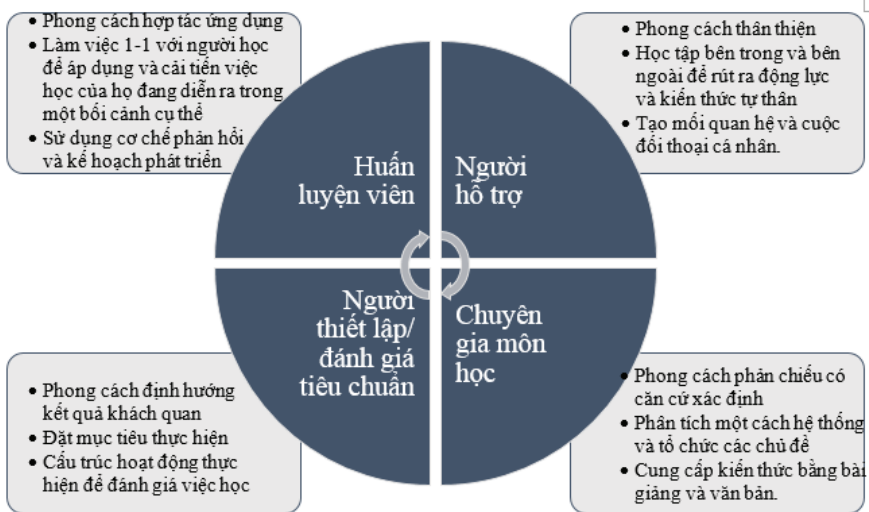 • Phong cách hợp tác ứng dụng
• Làm việc 1-1 với người học
để áp dụng và cải tiến việc
học của họ đang diễn ra trong
một bối cảnh cụ thể
• Sử dụng cơ chế phản hồi
và kế hoạch phát triển
• Phong cách thân thiện
• Học tập bên trong và bên
ngoài để rút ra động lực
và kiến thức tự thân
• Tạo mối quan hệ và cuộc
đối thoại cá nhân.
Huấn
luyện viên
Người
hỗ trợ
Người
thiết lập/
đánh giá
tiêu chuẩn
Chuyên
gia môn
học
• Phong cách định hướng
kết quả khách quan
• Đặt mục tiêu thực hiện
• Cấu trúc hoạt động thực
hiện để đánh giá việc học
• Phong cách phản chiếu có
căn cứ xác định
• Phân tích một cách hệ thống
và tổ chức các chủ đề
• Cung cấp kiến thức bằng bài
giảng và văn bản.